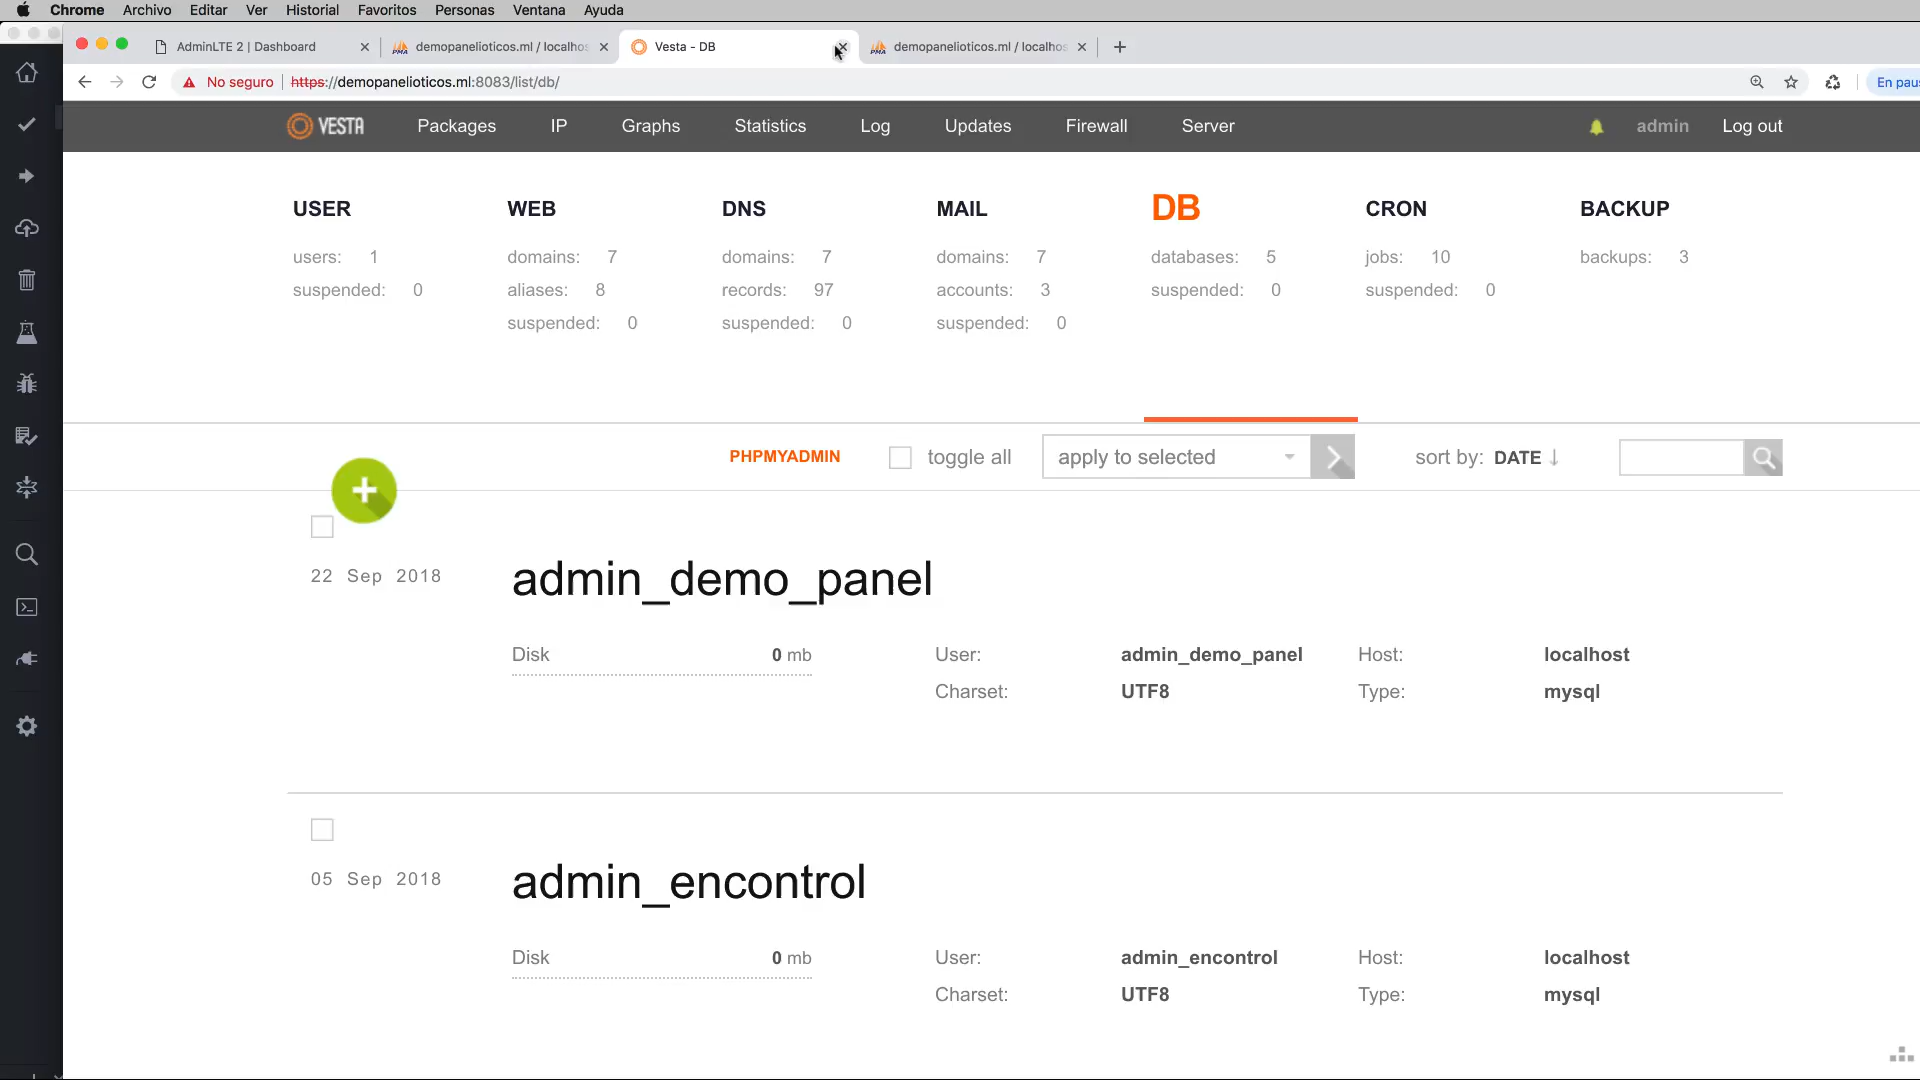 Chrome Archivo Editar Ver Historial Favoritos Personas Ventana Ayuda
AdminLTE 2 | Dashboard
demopanelioticos.ml / localhos
Vesta - DB
demopanelioticos.ml / localhos
No seguro
https://demopanelioticos.ml:8083/list/db/
En pau
VESTA Packages IP Graphs Statistics Log Updates Firewall Server admin Log out
USER WEB DNS MAIL DB CRON BACKUP
users: 1 domains: 7 domains: 7 domains: 7 databases: 5 jobs: 10 backups: 3
suspended: 0 aliases: 8 records: 97 accounts: 3 suspended: 0 suspended: 0
suspended: 0 suspended: 0 suspended: 0
PHPMYADMIN toggle all apply to selected sort by: DATE ↓
22 Sep 2018 admin_demo_panel
Disk 0 mb User: admin_demo_panel Host: localhost
Charset: UTF8 Type: mysql
05 Sep 2018 admin_encontrol
Disk 0 mb User: admin_encontrol Host: localhost
Charset: UTF8 Type: mysql